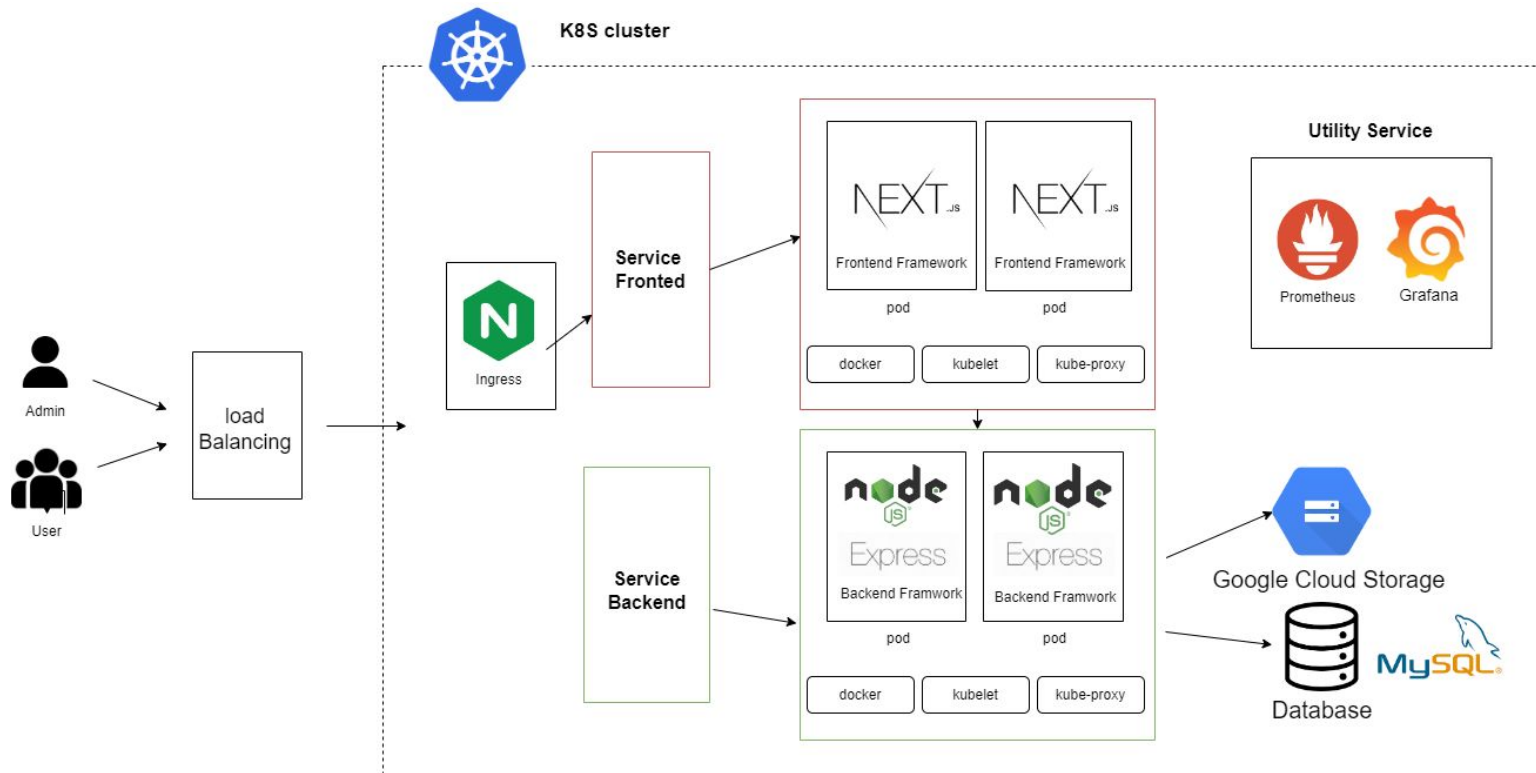 K8S cluster
Utility Service
NEXT.JS
NEXT.JS
Frontend Framework
Frontend Framework
pod
pod
Service
Fronted
Prometheus
Grafana
N
Ingress
docker
kubelet
kube-proxy
Admin
load
Balancing
User
node
JS
Express
Backend Framwork
pod
node
JS
Express
Backend Framwork
pod
Service
Backend
Google Cloud Storage
MySQL
docker
kubelet
kube-proxy
Database